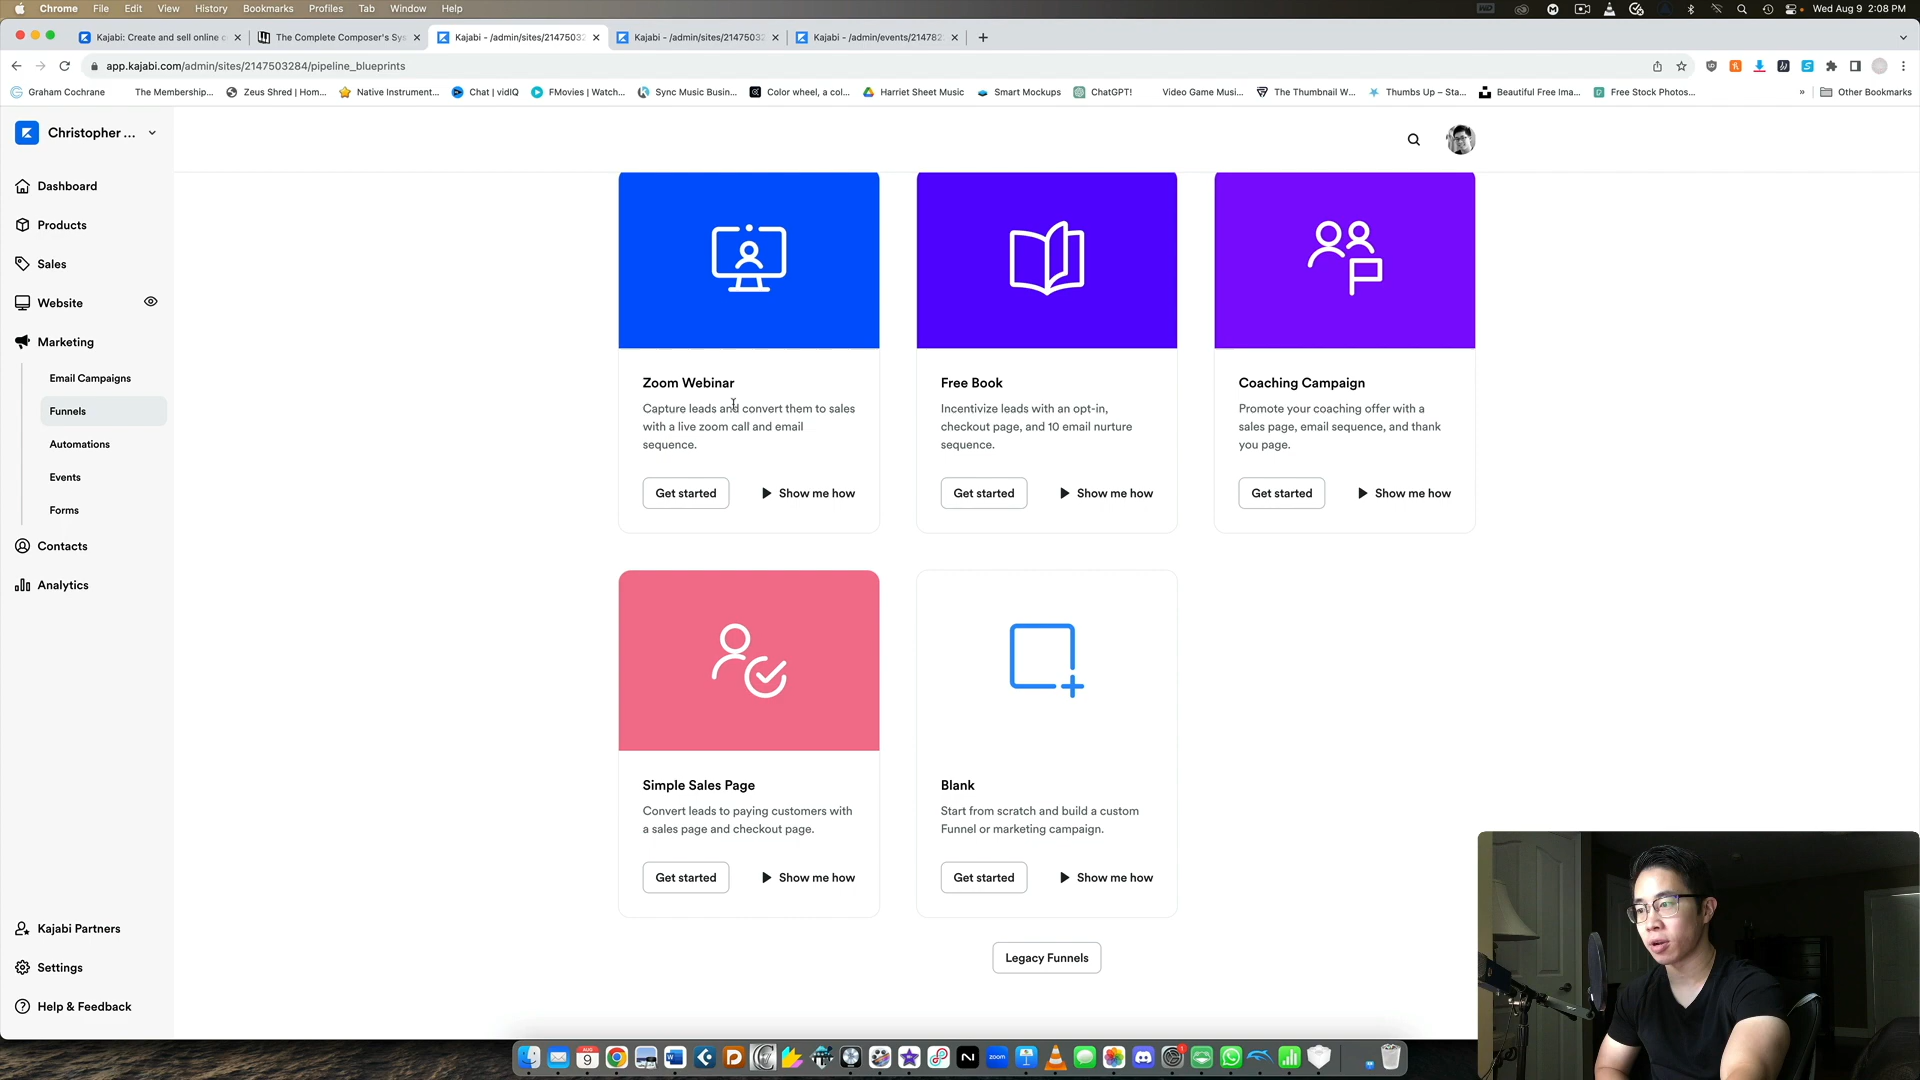 Chrome File Edit View History Bookmarks Profiles Tab Window Help
Wed Aug 9 2:08 PM
Kajabi: Create and sell online c
The Complete Composer's Sys
Kajabi - /admin/sites/21475032
Kajabi - /admin/sites/21475032
Kajabi - /admin/events/214782
app.kajabi.com/admin/sites/2147503284/pipeline_blueprints
Graham Cochrane The Membership... Zeus Shred | Hom... Native Instrument... Chat | vidIQ FMovies | Watch... Sync Music Busin... Color wheel, a col... Harriet Sheet Music Smart Mockups ChatGPT! Video Game Musi... The Thumbnail W... Thumbs Up – Sta... Beautiful Free Ima... Free Stock Photos... » Other Bookmarks
Christopher ...
Dashboard
Products
Sales
Website
Marketing
Email Campaigns
Funnels
Automations
Events
Forms
Contacts
Analytics
Kajabi Partners
Settings
Help & Feedback
Zoom Webinar
Capture leads and convert them to sales
with a live zoom call and email
sequence.
Get started Show me how
Free Book
Incentivize leads with an opt-in,
checkout page, and 10 email nurture
sequence.
Get started Show me how
Coaching Campaign
Promote your coaching offer with a
sales page, email sequence, and thank
you page.
Get started Show me how
Simple Sales Page
Convert leads to paying customers with
a sales page and checkout page.
Get started Show me how
Blank
Start from scratch and build a custom
Funnel or marketing campaign.
Get started Show me how
Legacy Funnels
AUG
9
zoom